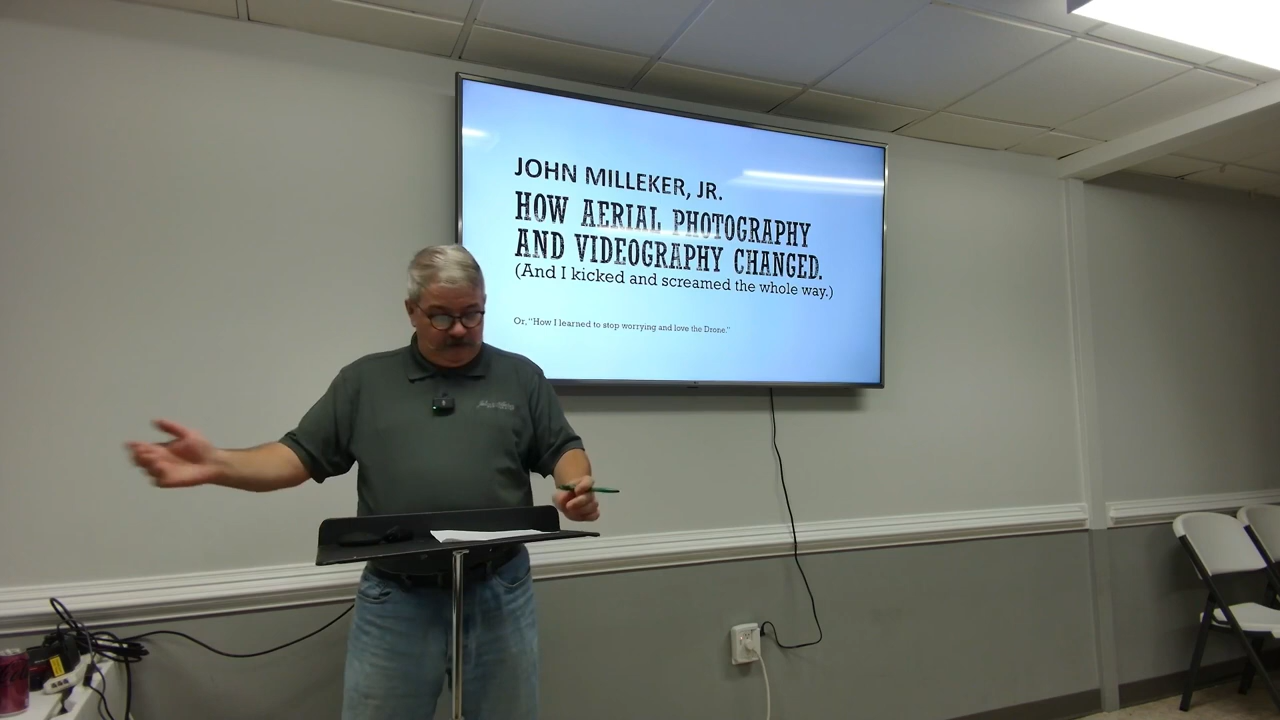 JOHN MILLEKER, JR.
HOW AERIAL PHOTOGRAPHY
AND VIDEOGRAPHY CHANGED.
(And I kicked and screamed the whole way.)
Or, "How I learned to stop worrying and love the Drone."